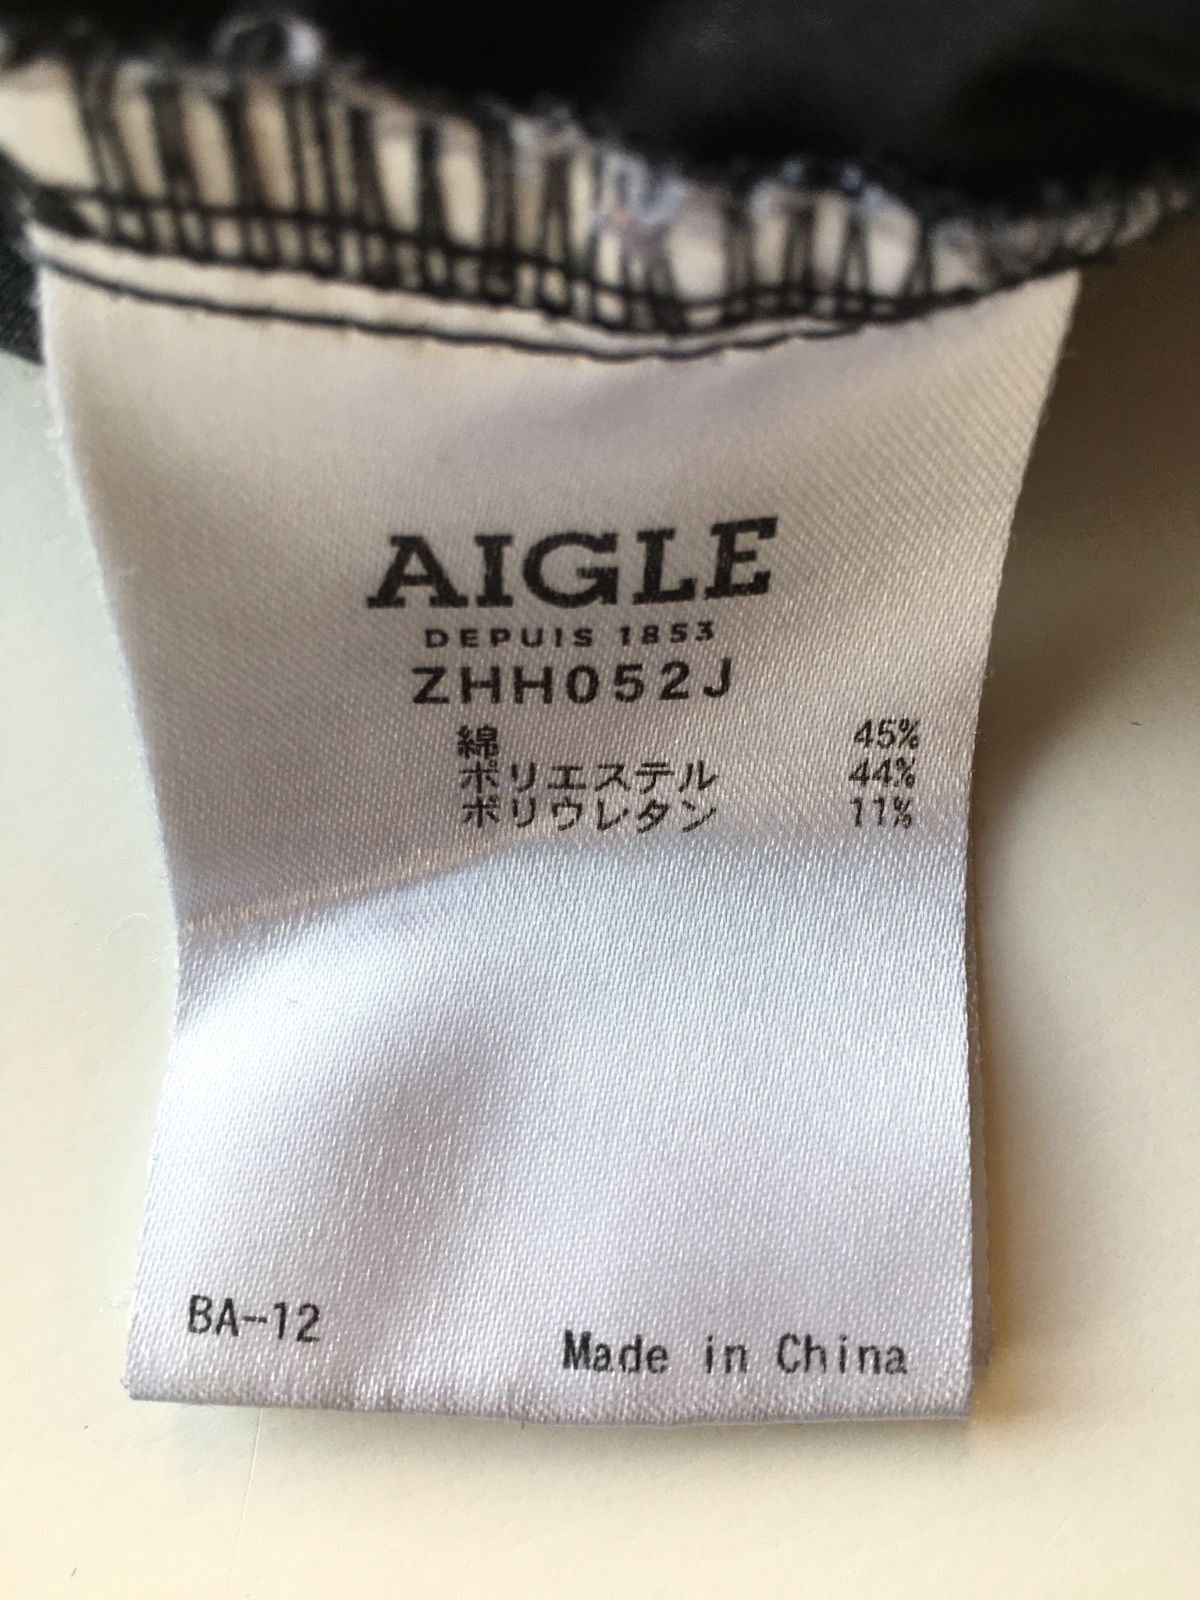 AIGLE
DEPUIS 1853
ZHH052J
綿 45%
ポリエステル 44%
ポリウレタン 11%
BA-12
Made in China